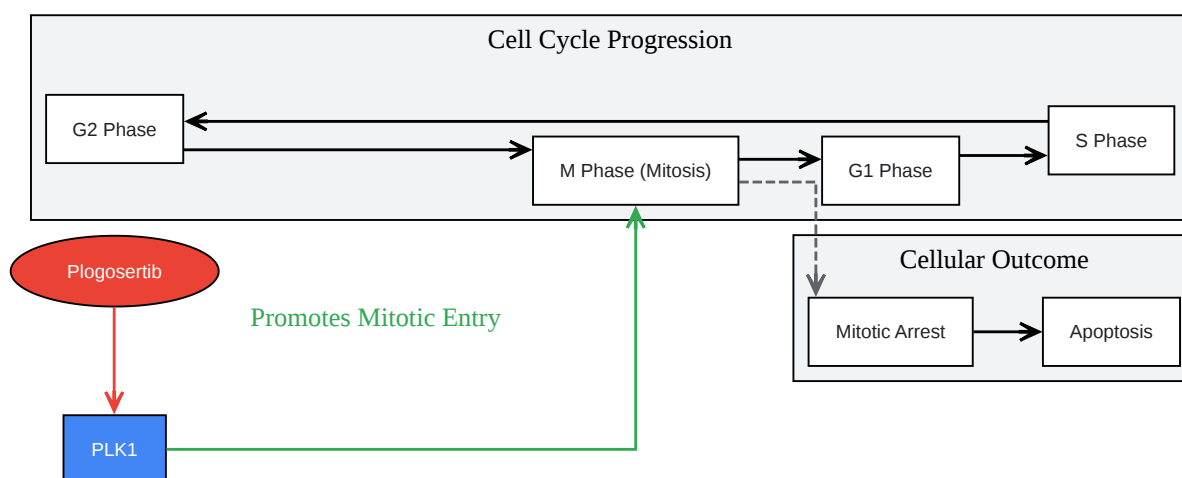 Cell Cycle Progression
G2 Phase
S Phase
M Phase (Mitosis)
G1 Phase
Plogosertib
Cellular Outcome
Promotes Mitotic Entry
Mitotic Arrest
Apoptosis
PLK1